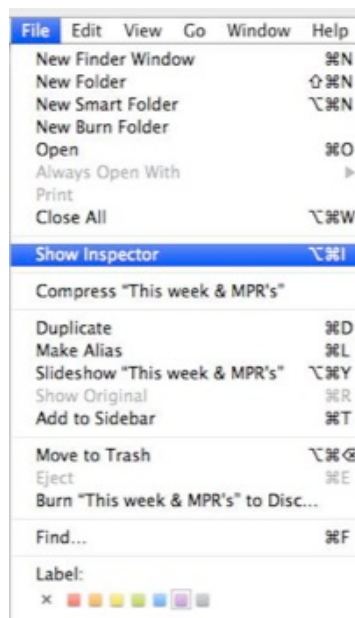 File Edit View Go Window Help
New Finder Window ⌘N
New Folder ⇧⌘N
New Smart Folder ⌥⌘N
New Burn Folder
Open ⌘O
Always Open With ▶
Print
Close All ⌥⌘W
Show Inspector ⌥⌘I
Compress "This week & MPR's"
Duplicate ⌘D
Make Alias ⌘L
Slideshow "This week & MPR's" ⌥⌘Y
Show Original ⌘R
Add to Sidebar ⌘T
Move to Trash ⌥⌘⌫
Eject ⌘E
Burn "This week & MPR's" to Disc...
Find... ⌘F
Label:
×